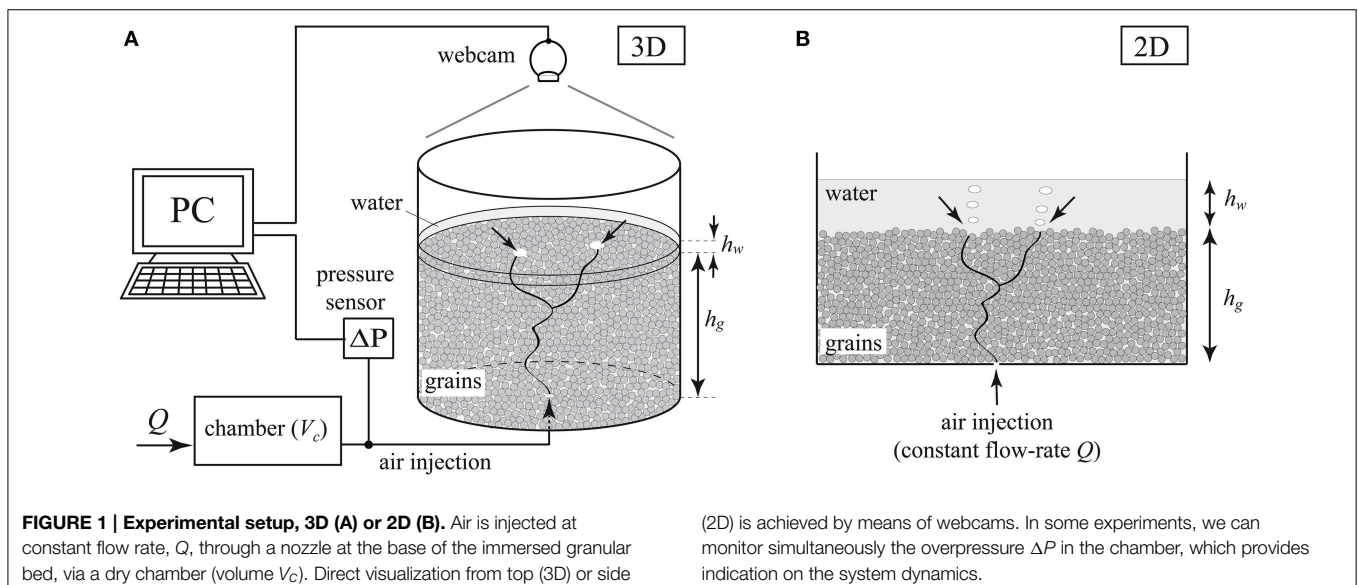 A
webcam
3D
PC
water
pressure
sensor
ΔP
h_w
h_g
grains
Q
chamber (V_c)
air injection
B
2D
water
h_w
h_g
grains
air injection
(constant flow-rate Q)
FIGURE 1 | Experimental setup, 3D (A) or 2D (B). Air is injected at
constant flow rate, Q, through a nozzle at the base of the immersed granular
bed, via a dry chamber (volume V_C). Direct visualization from top (3D) or side
(2D) is achieved by means of webcams. In some experiments, we can
monitor simultaneously the overpressure ΔP in the chamber, which provides
indication on the system dynamics.